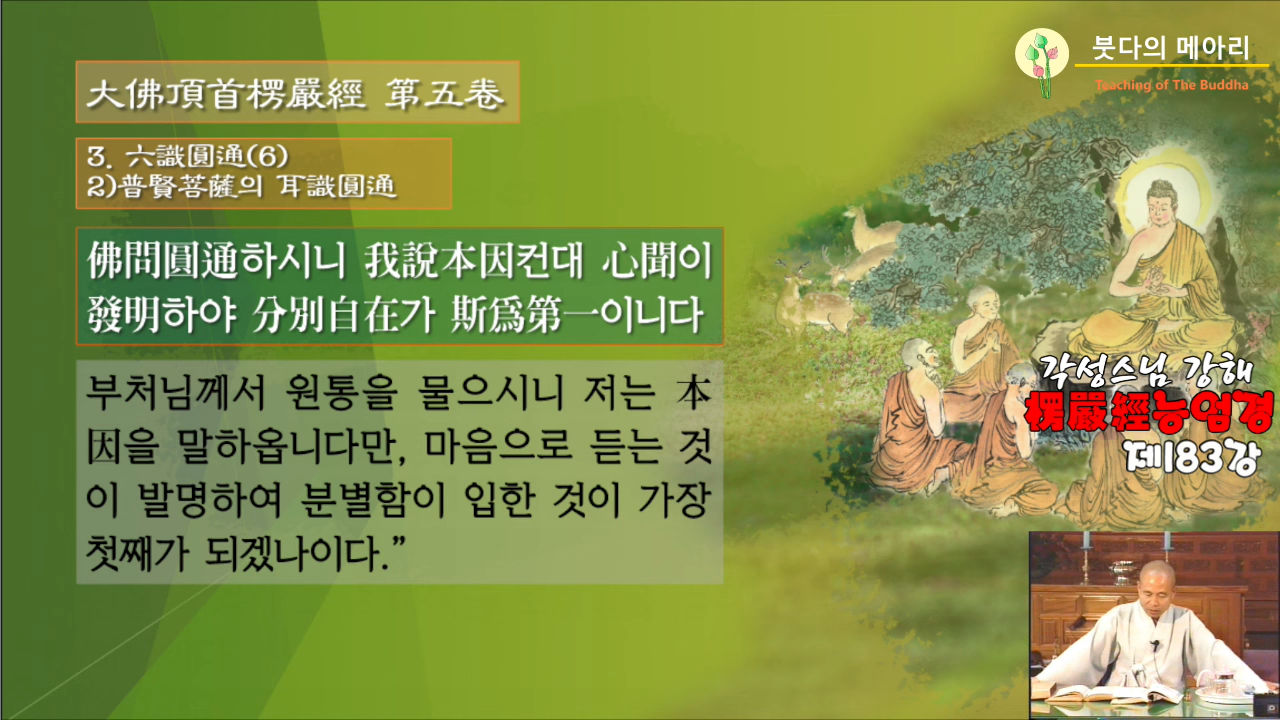 大佛頂首楞嚴經 第五卷
3. 六識圓通(6)
2)普賢菩薩의 耳識圓通
佛問圓通하시니 我說本因컨대 心聞이
發明하야 分別自在가 斯爲第一이니다
부처님께서 원통을 물으시니 저는 本
因을 말하옵니다만, 마음으로 듣는 것
이 발명하여 분별함이 입한 것이 가장
첫째가 되겠나이다.”
붓다의 메아리
Teaching of The Buddha
각성스님 강해
楞嚴經능엄경
제183강